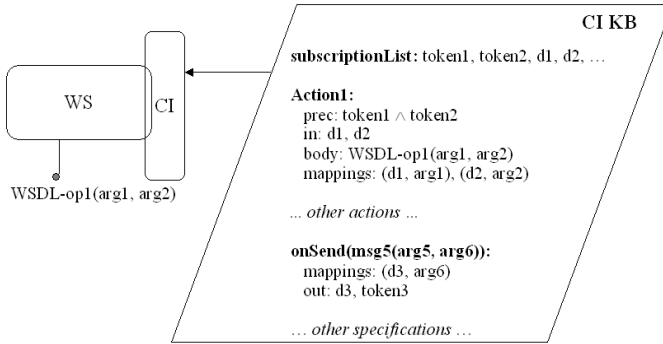 CI KB
subscriptionList: token1, token2, d1, d2, …
Action1:
prec: token1 ∧ token2
in: d1, d2
body: WSDL-op1(arg1, arg2)
mappings: (d1, arg1), (d2, arg2)
... other actions ...
onSend(msg5(arg5, arg6)):
mappings: (d3, arg6)
out: d3, token3
… other specifications …
WS
CI
WSDL-op1(arg1, arg2)